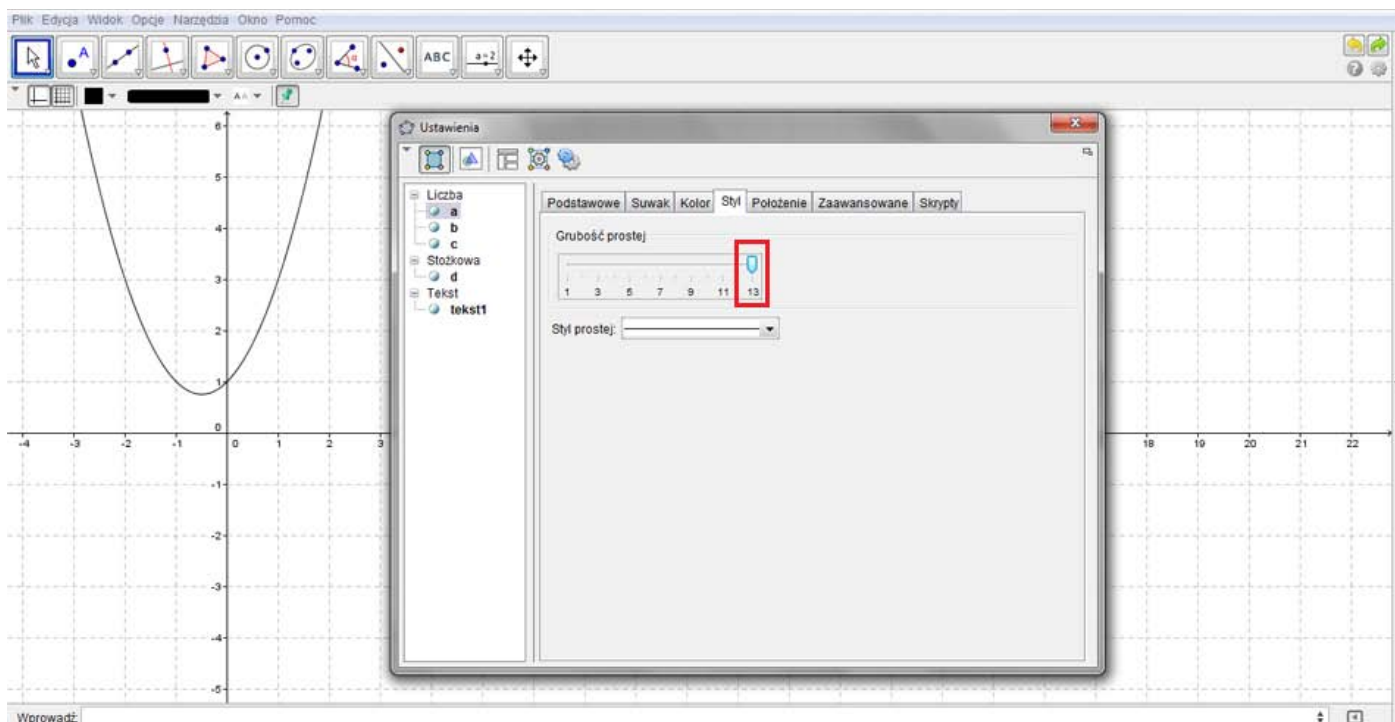 Plik Edycja Widok Opcje Narzędzia Okno Pomoc
A
α
ABC
a=2
AA
Ustawienia
Liczba
a
b
c
Stożkowa
d
Tekst
tekst1
Podstawowe Suwak Kolor Styl Położenie Zaawansowane Skrypty
Grubość prostej
1 3 5 7 9 11 13
Styl prostej:
6
5
4
3
2
1
0
-4 -3 -2 -1 0 1 2 3 18 19 20 21 22
-1
-2
-3
-4
-5
Wprowadź: